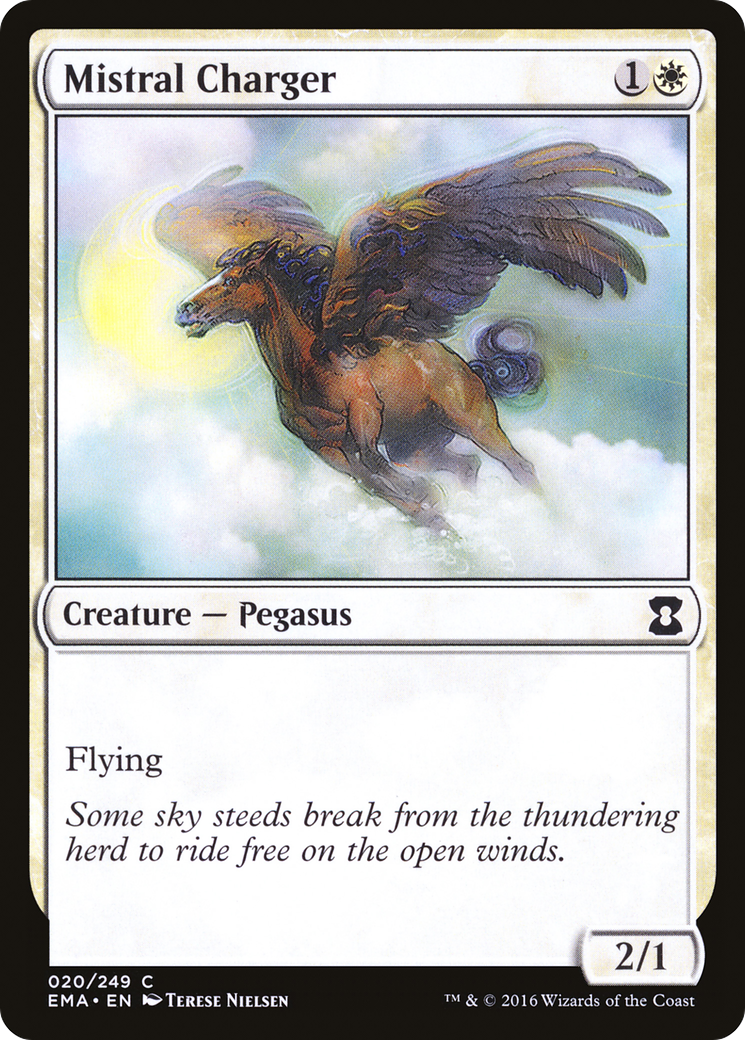 Mistral Charger 1
Creature — Pegasus
Flying
Some sky steeds break from the thundering
herd to ride free on the open winds.
2/1
020/249 C
EMA • EN Terese Nielsen
™ & © 2016 Wizards of the Coast